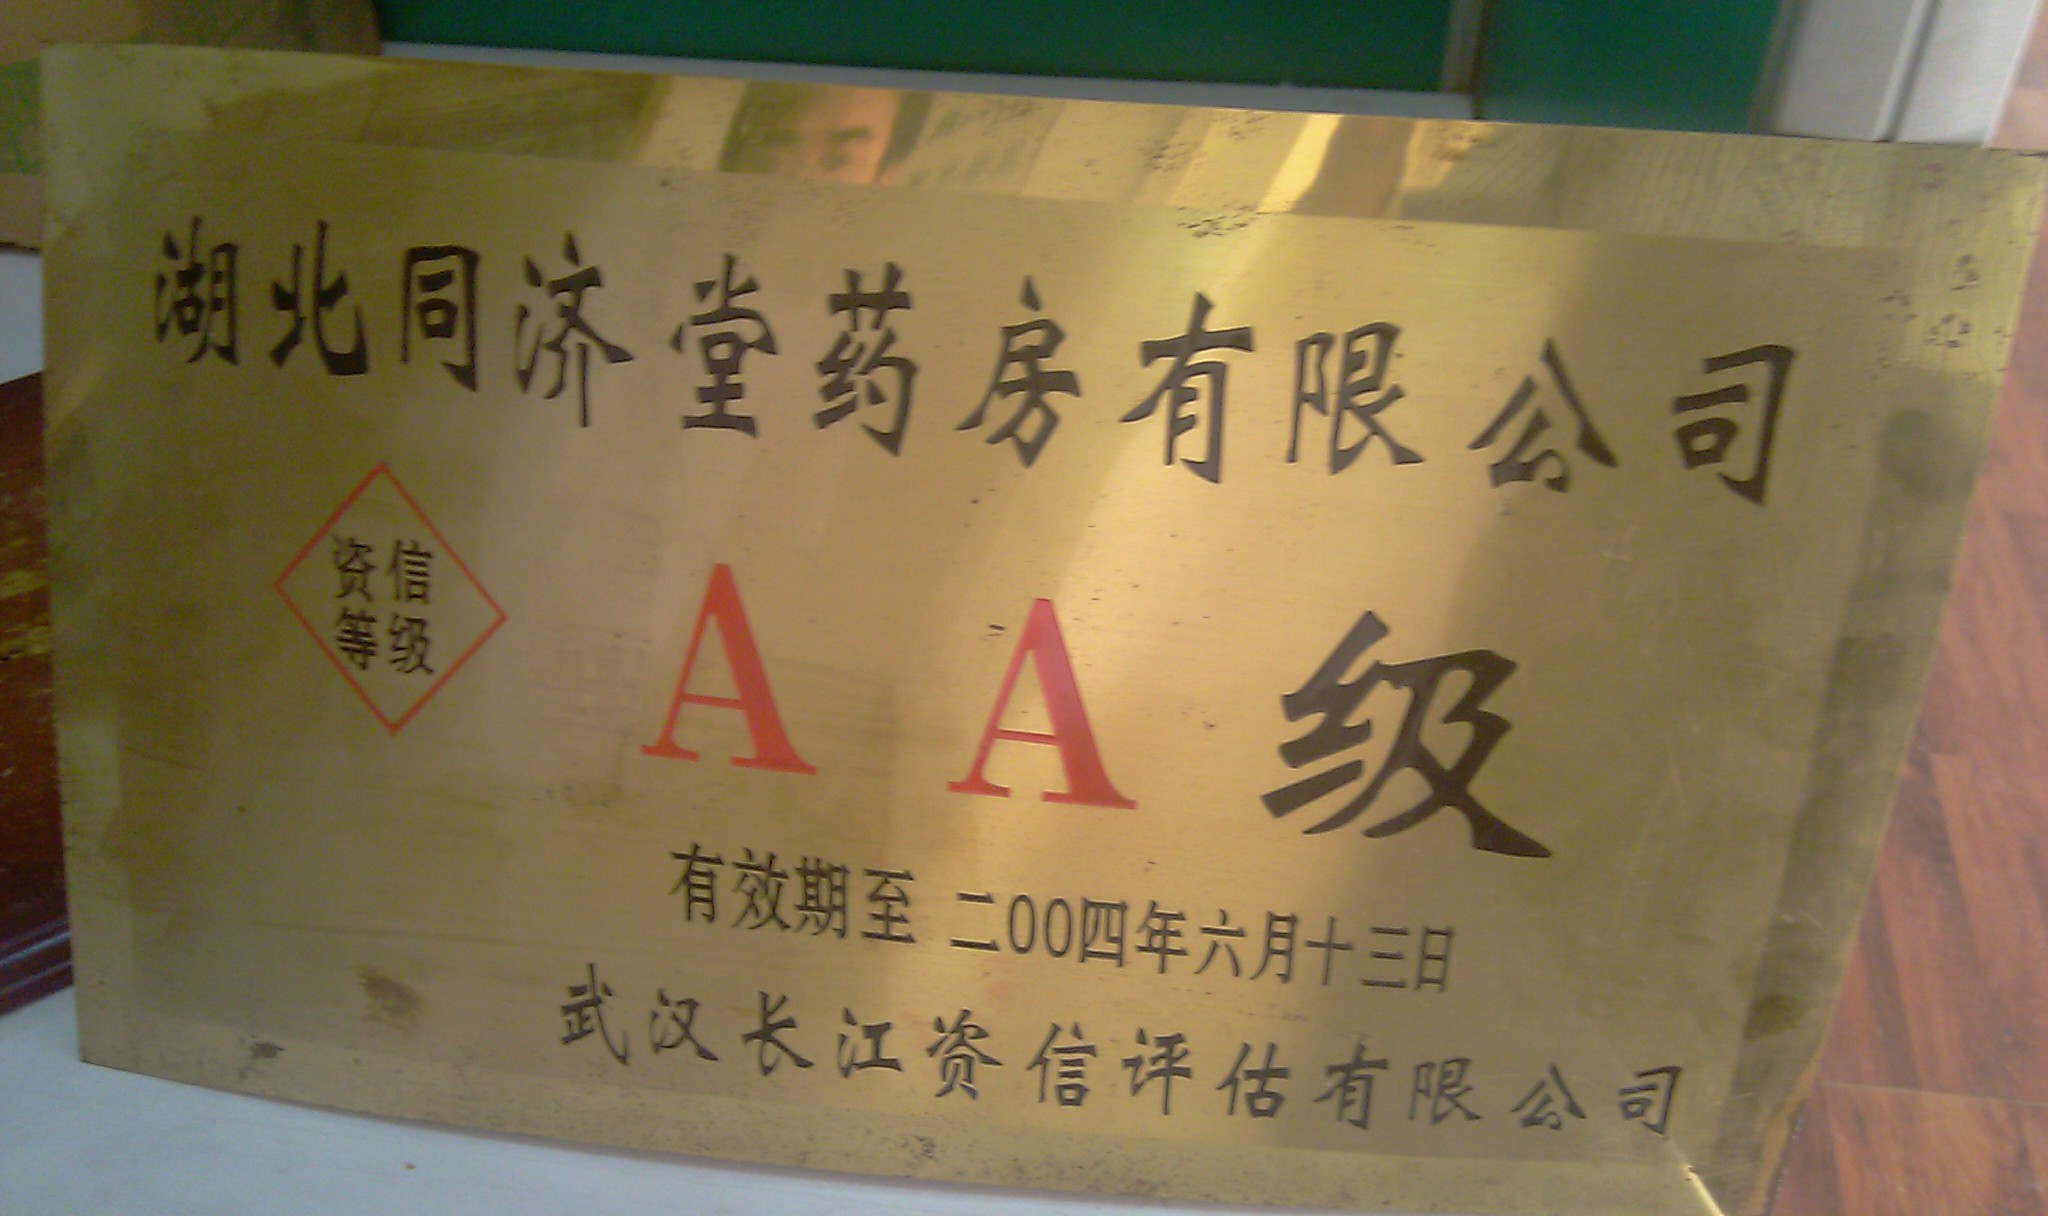 湖北同济堂药房有限公司
资信
等级
AA级
有效期至 二00四年六月十三日
武汉长江资信评估有限公司